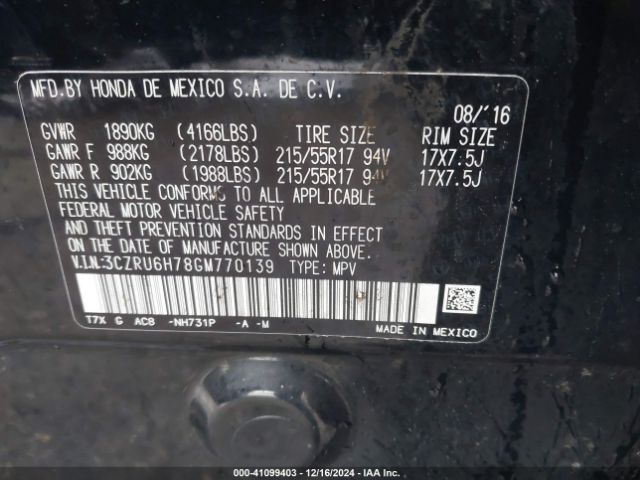 MFD.BY HONDA DE MEXICO S.A. DE C.V.
08/'16
GVWR 1890KG (4166LBS) TIRE SIZE RIM SIZE
GAWR F 988KG (2178LBS) 215/55R17 94V 17X7.5J
GAWR R 902KG (1988LBS) 215/55R17 94V 17X7.5J
THIS VEHICLE CONFORMS TO ALL APPLICABLE
FEDERAL MOTOR VEHICLE SAFETY
AND THEFT PREVENTION STANDARDS IN EFFECT
ON THE DATE OF MANUFACTURE SHOWN ABOVE.
V.I.N:3CZRU6H78GM770139 TYPE: MPV
T7X G AC8 -NH731P -A -M
MADE IN MEXICO
000-41099403 - 12/16/2024 - IAA Inc.